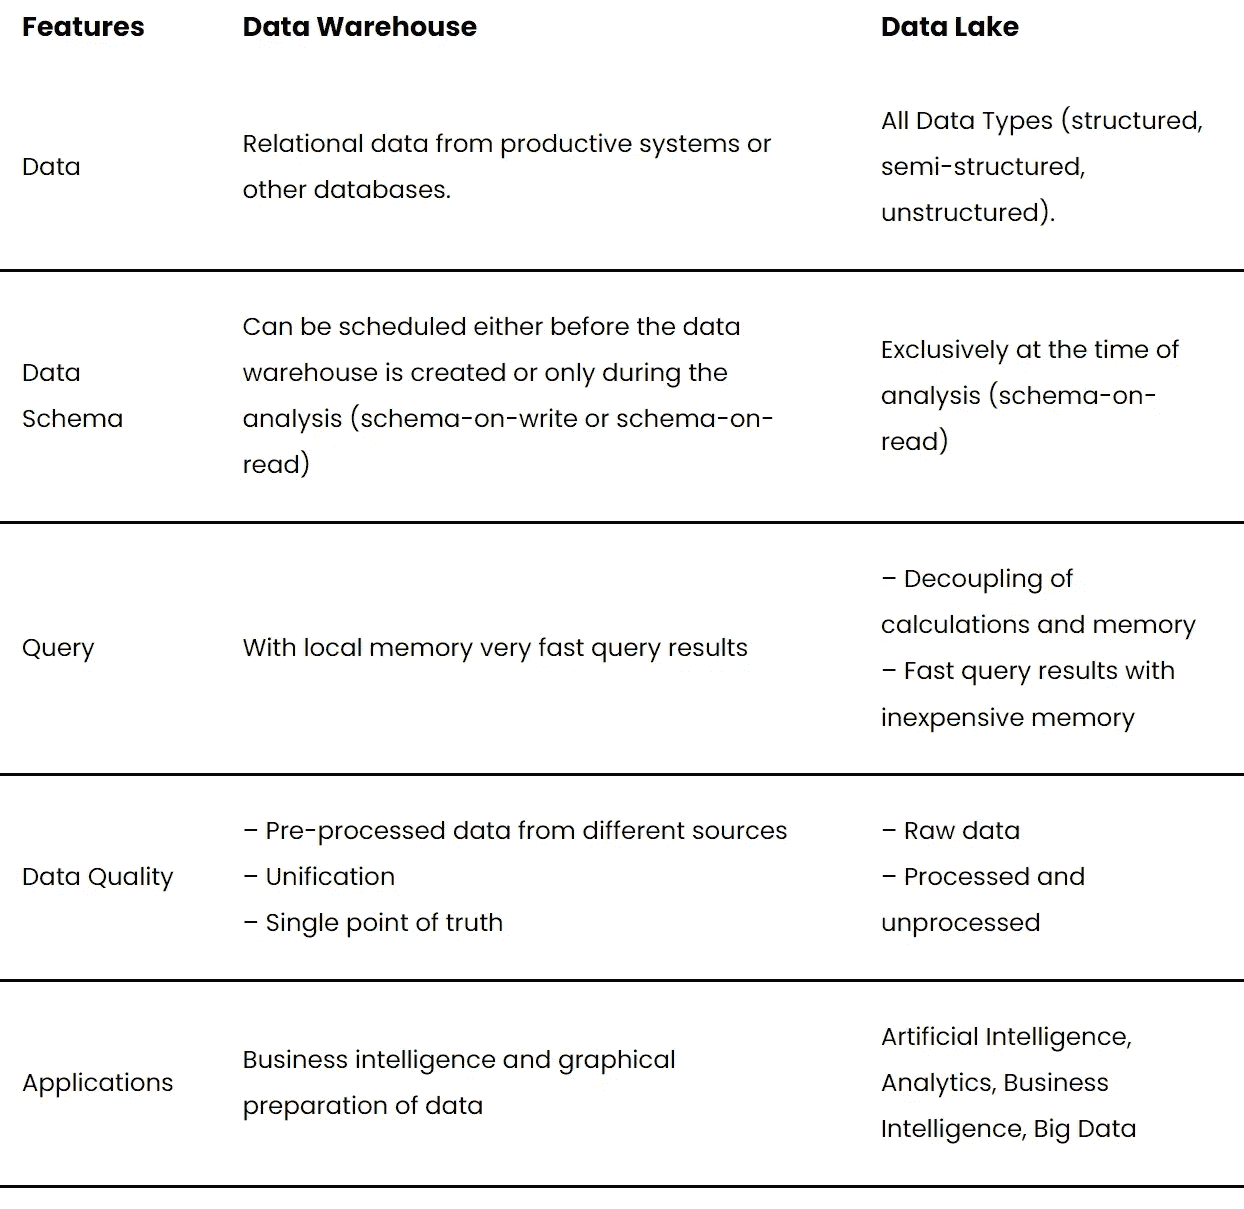 Features Data Warehouse Data Lake
Data
Relational data from productive systems or
other databases.
All Data Types (structured,
semi-structured,
unstructured).
Data
Schema
Can be scheduled either before the data
warehouse is created or only during the
analysis (schema-on-write or schema-on-
read)
Exclusively at the time of
analysis (schema-on-
read)
Query
With local memory very fast query results
– Decoupling of
calculations and memory
– Fast query results with
inexpensive memory
Data Quality
– Pre-processed data from different sources
– Unification
– Single point of truth
– Raw data
– Processed and
unprocessed
Applications
Business intelligence and graphical
preparation of data
Artificial Intelligence,
Analytics, Business
Intelligence, Big Data